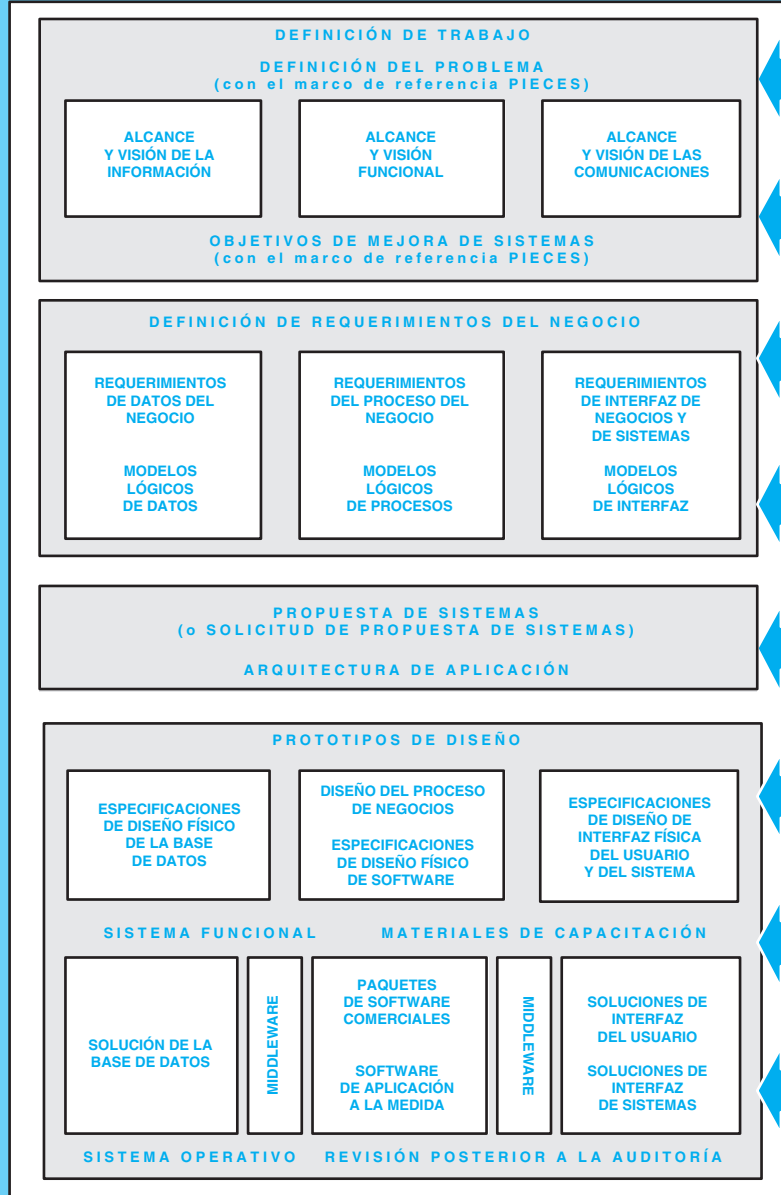 DEFINICIÓN DE TRABAJO
DEFINICIÓN DEL PROBLEMA
(con el marco de referencia PIECES)
ALCANCE
Y VISIÓN DE LA
INFORMACIÓN
ALCANCE
Y VISIÓN
FUNCIONAL
ALCANCE
Y VISIÓN DE LAS
COMUNICACIONES
OBJETIVOS DE MEJORA DE SISTEMAS
(con el marco de referencia PIECES)
DEFINICIÓN DE REQUERIMIENTOS DEL NEGOCIO
REQUERIMIENTOS
DE DATOS DEL
NEGOCIO
MODELOS
LÓGICOS
DE DATOS
REQUERIMIENTOS
DEL PROCESO DEL
NEGOCIO
MODELOS
LÓGICOS
DE PROCESOS
REQUERIMIENTOS
DE INTERFAZ DE
NEGOCIOS Y
DE SISTEMAS
MODELOS
LÓGICOS
DE INTERFAZ
PROPUESTA DE SISTEMAS
(o SOLICITUD DE PROPUESTA DE SISTEMAS)
ARQUITECTURA DE APLICACIÓN
PROTOTIPOS DE DISEÑO
ESPECIFICACIONES
DE DISEÑO FÍSICO
DE LA BASE
DE DATOS
DISEÑO DEL PROCESO
DE NEGOCIOS
ESPECIFICACIONES
DE DISEÑO FÍSICO
DE SOFTWARE
ESPECIFICACIONES
DE DISEÑO DE
INTERFAZ FÍSICA
DEL USUARIO
Y DEL SISTEMA
SISTEMA FUNCIONAL
MATERIALES DE CAPACITACIÓN
SOLUCIÓN DE LA
BASE DE DATOS
MIDDLEWARE
PAQUETES
DE SOFTWARE
COMERCIALES
SOFTWARE
DE APLICACIÓN
A LA MEDIDA
MIDDLEWARE
SOLUCIONES DE
INTERFAZ
DEL USUARIO
SOLUCIONES DE
INTERFAZ
DE SISTEMAS
SISTEMA OPERATIVO
REVISIÓN POSTERIOR A LA AUDITORÍA